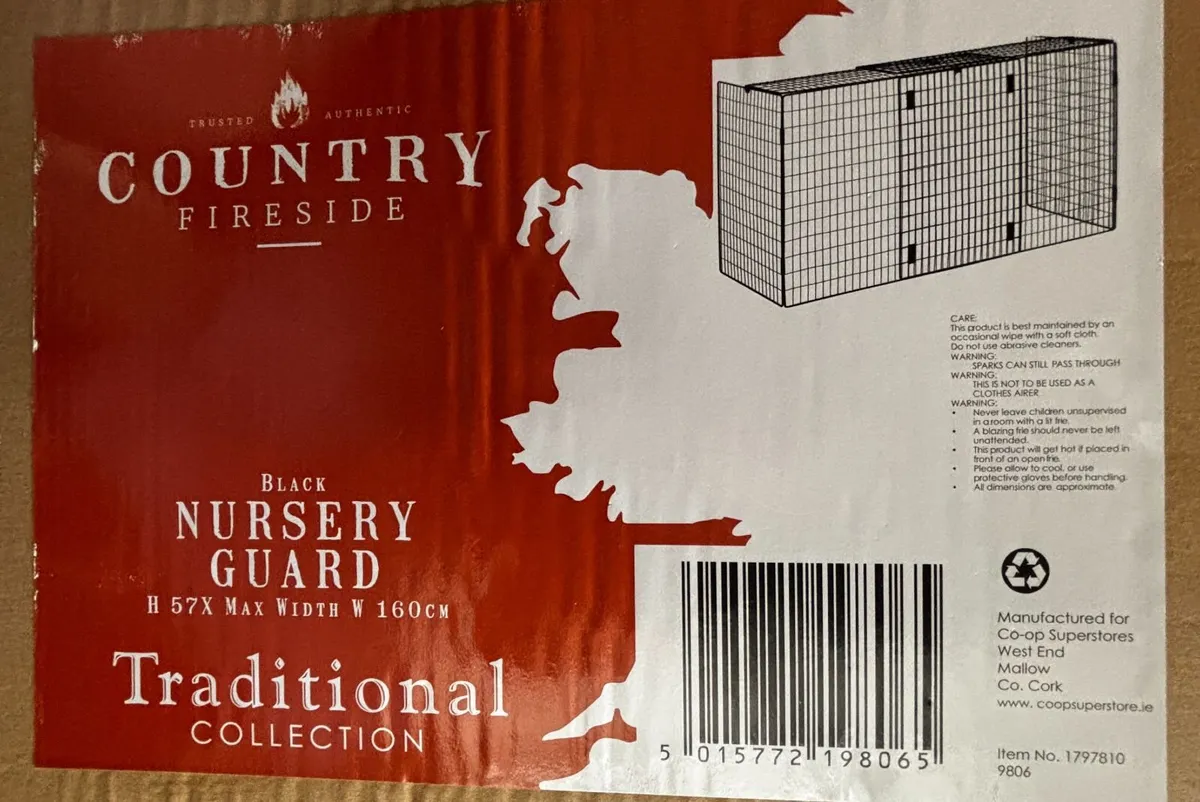 TRUSTED AUTHENTIC
COUNTRY
FIRESIDE
BLACK
NURSERY
GUARD
H 57X MAX WIDTH W 160CM
Traditional
COLLECTION
CARE:
This product is best maintained by an
occasional wipe with a soft cloth.
Do not use abrasive cleaners.
WARNING:
SPARKS CAN STILL PASS THROUGH
WARNING:
THIS IS NOT TO BE USED AS A
CLOTHES AIRER
WARNING:
• Never leave children unsupervised
in a room with a lit frie.
• A blazing frie should never be left
unattended.
• This product will get hot if placed in
front of an open frie.
• Please allow to cool, or use
protective gloves before handling.
• All dimensions are approximate.
5 015772 198065
Manufactured for
Co-op Superstores
West End
Mallow
Co. Cork
www. coopsuperstore.ie
Item No. 1797810
9806